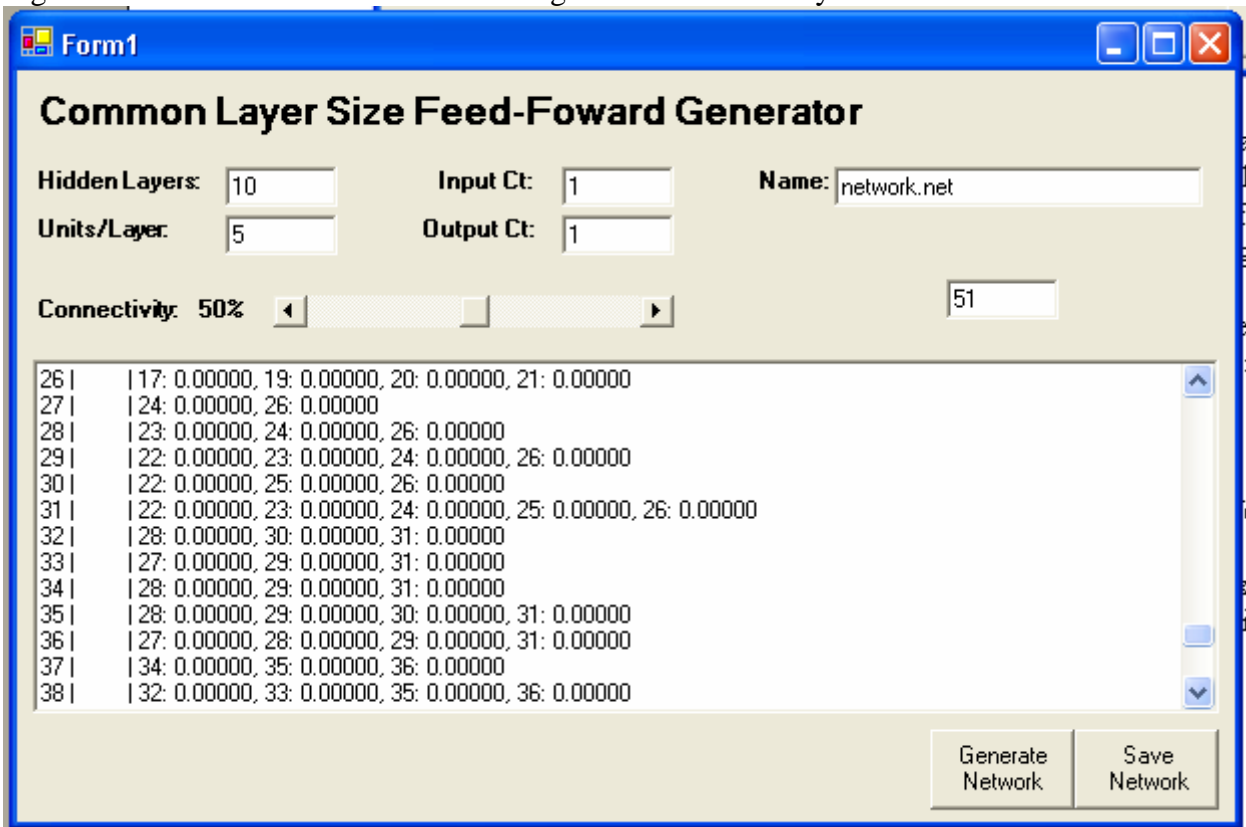 Form1
Common Layer Size Feed-Foward Generator
Hidden Layers: 10 Input Ct: 1 Name: network.net
Units/Layer: 5 Output Ct: 1
Connectivity: 50% 51
26 | | 17: 0.00000, 19: 0.00000, 20: 0.00000, 21: 0.00000
27 | | 24: 0.00000, 26: 0.00000
28 | | 23: 0.00000, 24: 0.00000, 26: 0.00000
29 | | 22: 0.00000, 23: 0.00000, 24: 0.00000, 26: 0.00000
30 | | 22: 0.00000, 25: 0.00000, 26: 0.00000
31 | | 22: 0.00000, 23: 0.00000, 24: 0.00000, 25: 0.00000, 26: 0.00000
32 | | 28: 0.00000, 30: 0.00000, 31: 0.00000
33 | | 27: 0.00000, 29: 0.00000, 31: 0.00000
34 | | 28: 0.00000, 29: 0.00000, 31: 0.00000
35 | | 28: 0.00000, 29: 0.00000, 30: 0.00000, 31: 0.00000
36 | | 27: 0.00000, 28: 0.00000, 29: 0.00000, 31: 0.00000
37 | | 34: 0.00000, 35: 0.00000, 36: 0.00000
38 | | 32: 0.00000, 33: 0.00000, 35: 0.00000, 36: 0.00000
Generate Save
Network Network